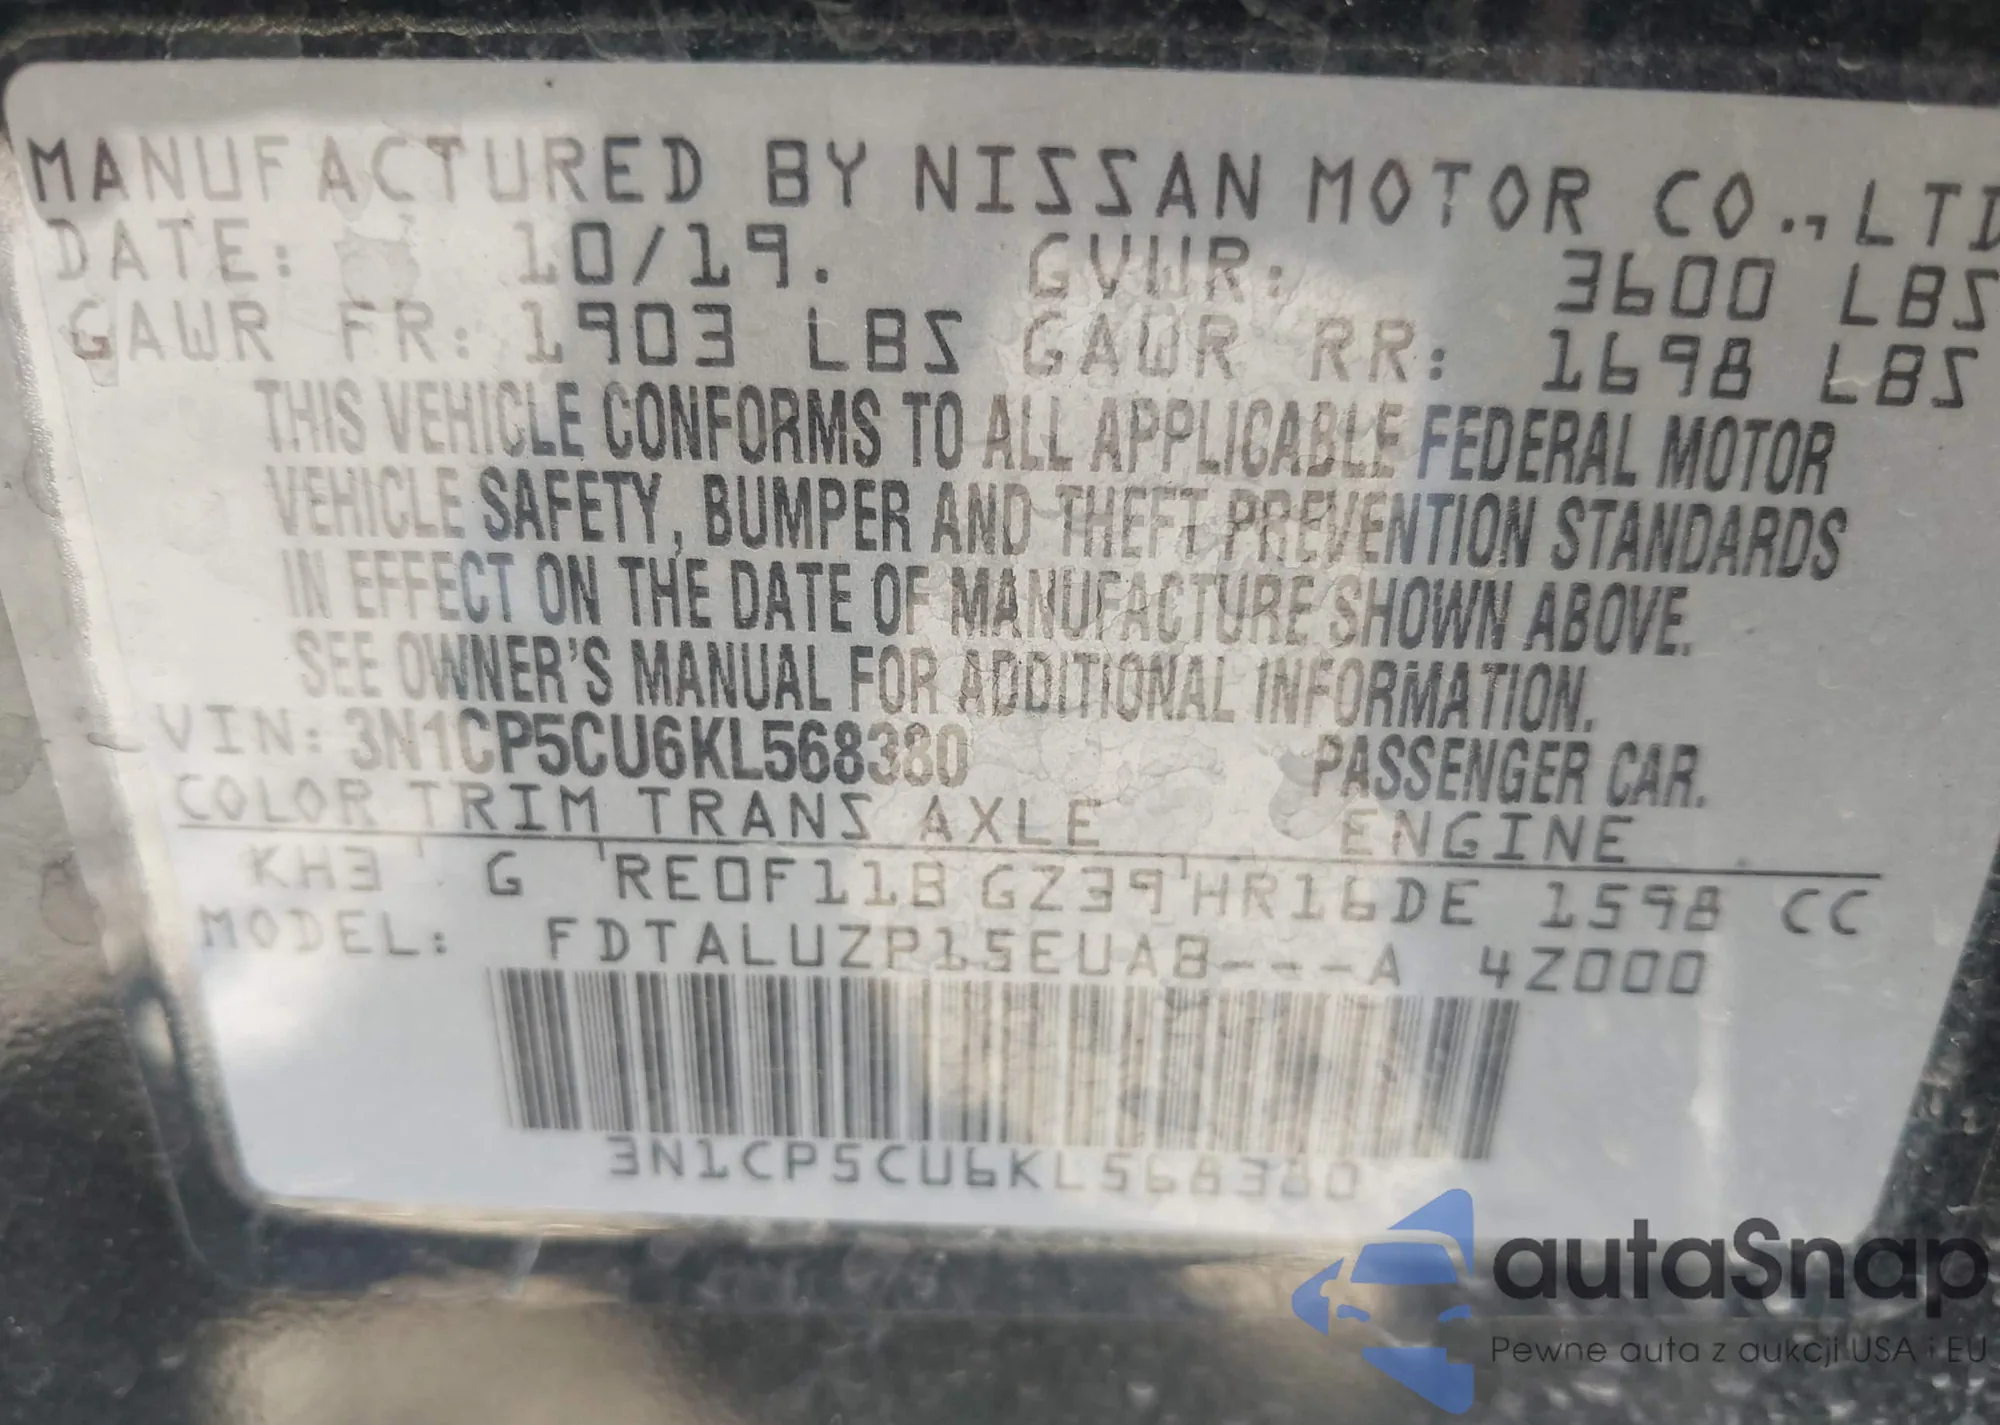 MANUFACTURED BY NISSAN MOTOR CO.,LTD
DATE: 10/19. GVWR: 3600 LBS
GAWR FR: 1903 LBS GAWR RR: 1698 LBS
THIS VEHICLE CONFORMS TO ALL APPLICABLE FEDERAL MOTOR
VEHICLE SAFETY, BUMPER AND THEFT PREVENTION STANDARDS
IN EFFECT ON THE DATE OF MANUFACTURE SHOWN ABOVE.
SEE OWNER'S MANUAL FOR ADDITIONAL INFORMATION.
VIN: 3N1CP5CU6KL568380 PASSENGER CAR.
COLOR TRIM TRANS AXLE ENGINE
KH3 G RE0F11B GZ39 HR16DE 1598 CC
MODEL: FDTALUZP15EUAB---A 4Z000
3N1CP5CU6KL568380
autaSnap
Pewne auta z aukcji USA i EU